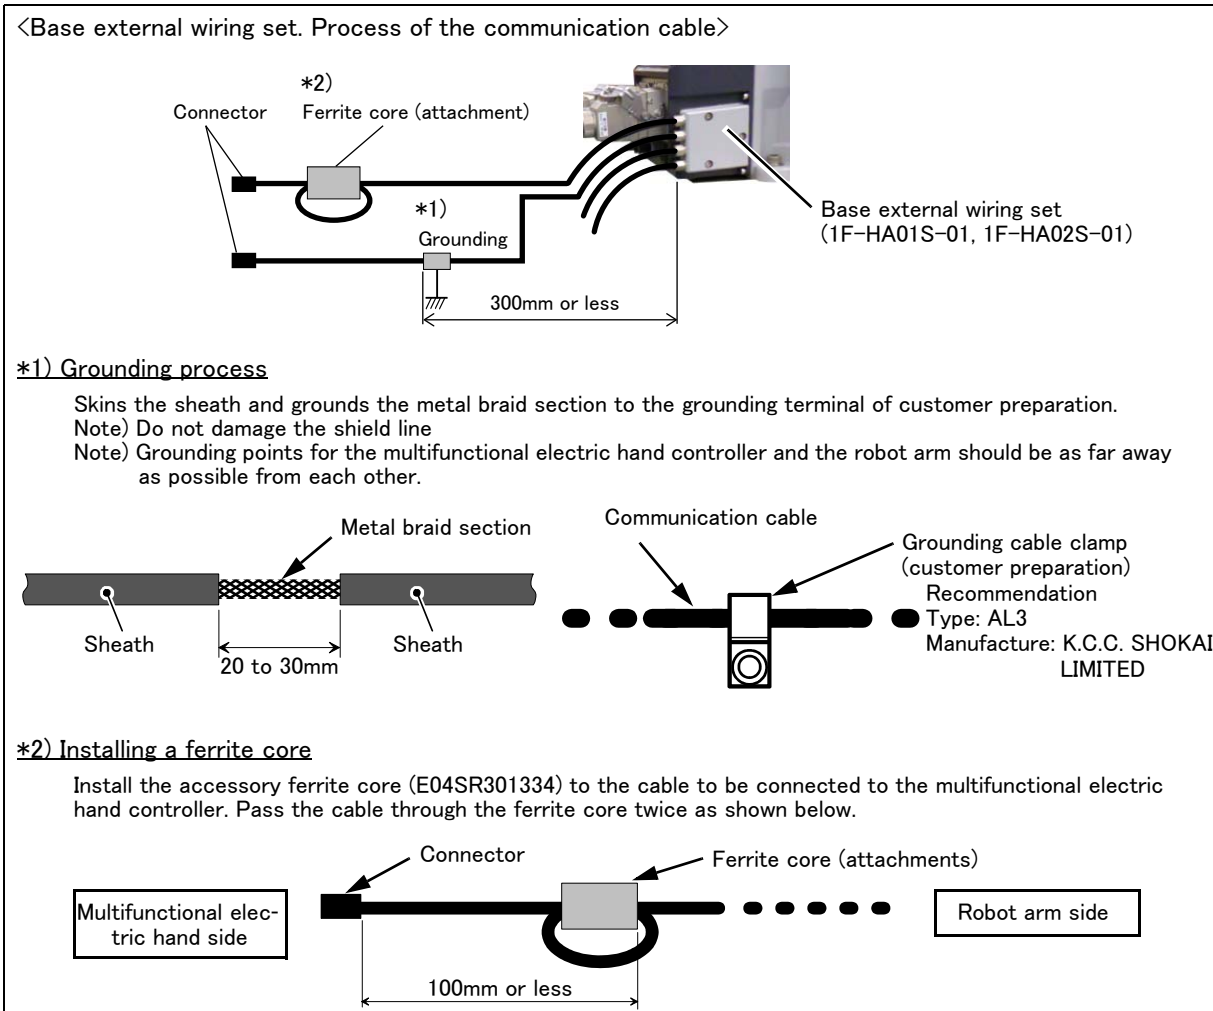 <Base external wiring set. Process of the communication cable>
*2)
Connector
Ferrite core (attachment)
*1)
Grounding
Base external wiring set
(1F-HA01S-01, 1F-HA02S-01)
300mm or less
*1) Grounding process
Skins the sheath and grounds the metal braid section to the grounding terminal of customer preparation.
Note) Do not damage the shield line
Note) Grounding points for the multifunctional electric hand controller and the robot arm should be as far away
as possible from each other.
Metal braid section
Sheath
Sheath
20 to 30mm
Communication cable
Grounding cable clamp
(customer preparation)
Recommendation
Type: AL3
Manufacture: K.C.C. SHOKAI
LIMITED
*2) Installing a ferrite core
Install the accessory ferrite core (E04SR301334) to the cable to be connected to the multifunctional electric
hand controller. Pass the cable through the ferrite core twice as shown below.
Connector
Ferrite core (attachments)
Multifunctional elec-
tric hand side
Robot arm side
100mm or less